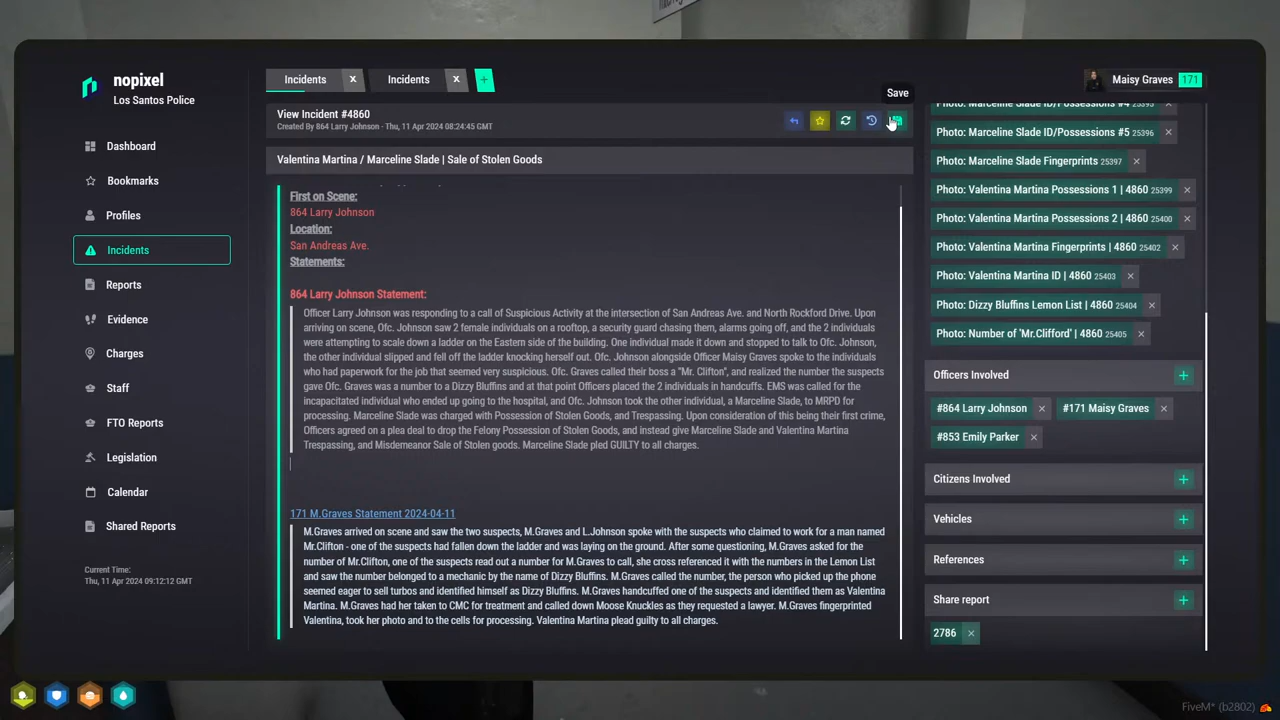 nopixel
Los Santos Police
Dashboard
Bookmarks
Profiles
Incidents
Reports
Evidence
Charges
Staff
FTO Reports
Legislation
Calendar
Shared Reports
Current Time:
Thu, 11 Apr 2024 09:12:12 GMT
Incidents x
Incidents x
+
Save
Maisy Graves 171
View Incident #4860
Created By 864 Larry Johnson - Thu, 11 Apr 2024 08:24:45 GMT
Valentina Martina / Marceline Slade | Sale of Stolen Goods
First on Scene:
864 Larry Johnson
Location:
San Andreas Ave.
Statements:
864 Larry Johnson Statement:
Officer Larry Johnson was responding to a call of Suspicious Activity at the intersection of San Andreas Ave. and North Rockford Drive. Upon
arriving on scene, Ofc. Johnson saw 2 female individuals on a rooftop, a security guard chasing them, alarms going off, and the 2 individuals
were attempting to scale down a ladder on the Eastern side of the building. One individual made it down and stopped to talk to Ofc. Johnson,
the other individual slipped and fell off the ladder knocking herself out. Ofc. Johnson alongside Officer Maisy Graves spoke to the individuals
who had paperwork for the job that seemed very suspicious. Ofc. Graves called their boss a "Mr. Clifton", and realized the number the suspects
gave Ofc. Graves was a number to a Dizzy Bluffins and at that point Officers placed the 2 individuals in handcuffs. EMS was called for the
incapacitated individual who ended up going to the hospital, and Ofc. Johnson took the other individual, a Marceline Slade, to MRPD for
processing. Marceline Slade was charged with Possession of Stolen Goods, and Trespassing. Upon consideration of this being their first crime,
Officers agreed on a plea deal to drop the Felony Possession of Stolen Goods, and instead give Marceline Slade and Valentina Martina
Trespassing, and Misdemeanor Sale of Stolen goods. Marceline Slade pled GUILTY to all charges.
171 M.Graves Statement 2024-04-11
M.Graves arrived on scene and saw the two suspects, M.Graves and L.Johnson spoke with the suspects who claimed to work for a man named
Mr.Clifton - one of the suspects had fallen down the ladder and was laying on the ground. After some questioning, M.Graves asked for the
number of Mr.Clifton, one of the suspects read out a number for M.Graves to call, she cross referenced it with the numbers in the Lemon List
and saw the number belonged to a mechanic by the name of Dizzy Bluffins. M.Graves called the number, the person who picked up the phone
seemed eager to sell turbos and identified himself as Dizzy Bluffins. M.Graves handcuffed one of the suspects and identified them as Valentina
Martina. M.Graves had her taken to CMC for treatment and called down Moose Knuckles as they requested a lawyer. M.Graves fingerprinted
Valentina, took her photo and to the cells for processing. Valentina Martina plead guilty to all charges.
Photo: Marceline Slade ID/Possessions #4 25395 x
Photo: Marceline Slade ID/Possessions #5 25396 x
Photo: Marceline Slade Fingerprints 25397 x
Photo: Valentina Martina Possessions 1 | 4860 25399 x
Photo: Valentina Martina Possessions 2 | 4860 25400 x
Photo: Valentina Martina Fingerprints | 4860 25402 x
Photo: Valentina Martina ID | 4860 25403 x
Photo: Dizzy Bluffins Lemon List | 4860 25404 x
Photo: Number of 'Mr.Clifford' | 4860 25405 x
Officers Involved +
#864 Larry Johnson x #171 Maisy Graves x
#853 Emily Parker x
Citizens Involved +
Vehicles +
References +
Share report +
2786 x
FiveM* (b2802)